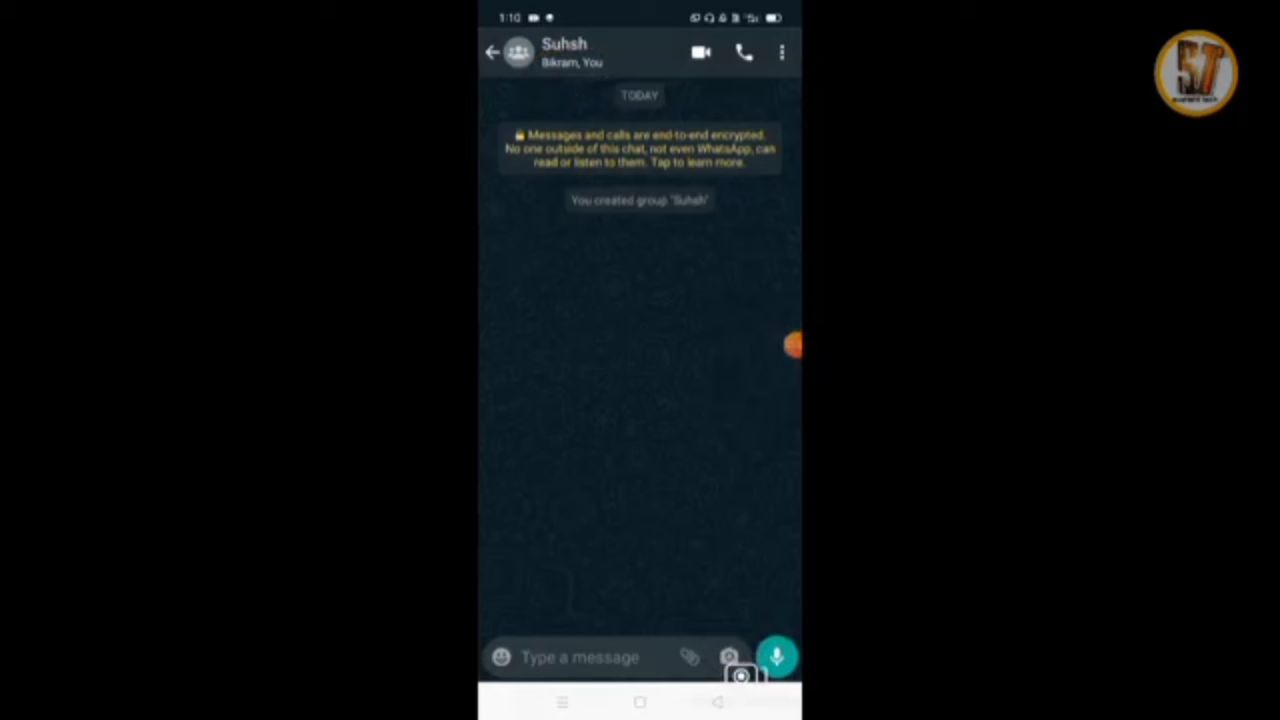 1:10
Suhsh
Bikram, You
TODAY
Messages and calls are end-to-end encrypted.
No one outside of this chat, not even WhatsApp, can
read or listen to them. Tap to learn more.
You created group "Suhsh"
Type a message
ST